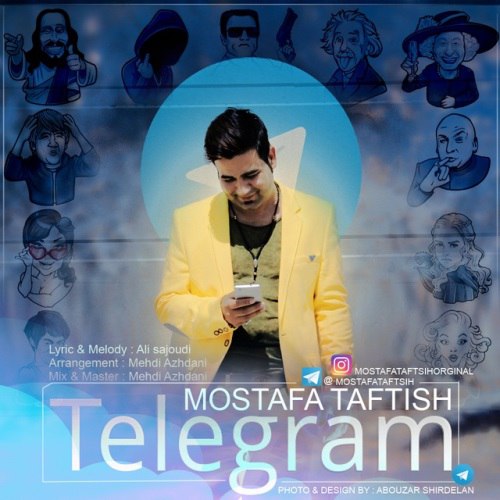 Lyric & Melody : Ali sajoudi
Arrangement : Mehdi Azhdani
Mix & Master : Mehdi Azhdani
MOSTAFATAFTSIHORGINAL
@ MOSTAFATAFTSIH
MOSTAFA TAFTISH
Telegram
PHOTO & DESIGN BY : ABOUZAR SHIRDELAN